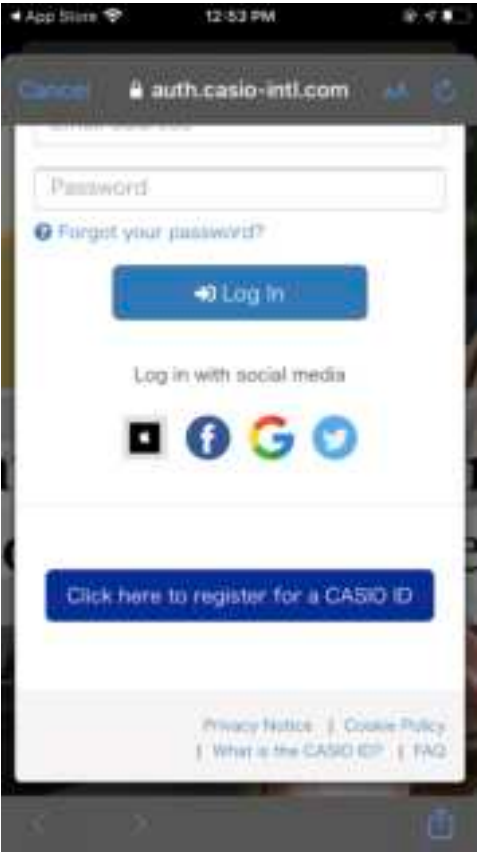 App Store 12:53 PM
Cancel auth.casio-intl.com AA
Email address
Password
Forgot your password?
Log In
Log in with social media
Click here to register for a CASIO ID
Privacy Notice | Cookie Policy
| What is the CASIO ID? | FAQ